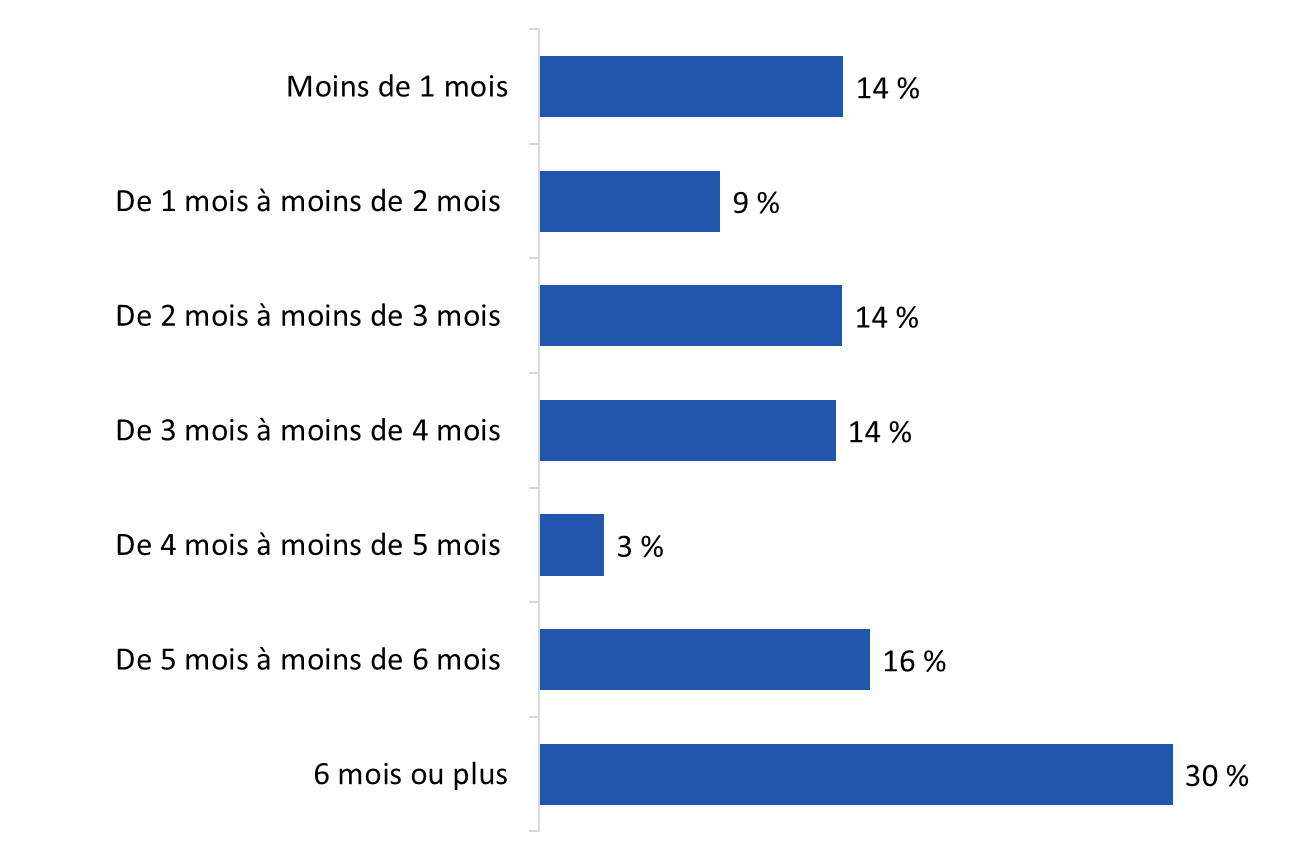 Moins de 1 mois 14 %
De 1 mois à moins de 2 mois 9 %
De 2 mois à moins de 3 mois 14 %
De 3 mois à moins de 4 mois 14 %
De 4 mois à moins de 5 mois 3 %
De 5 mois à moins de 6 mois 16 %
6 mois ou plus 30 %